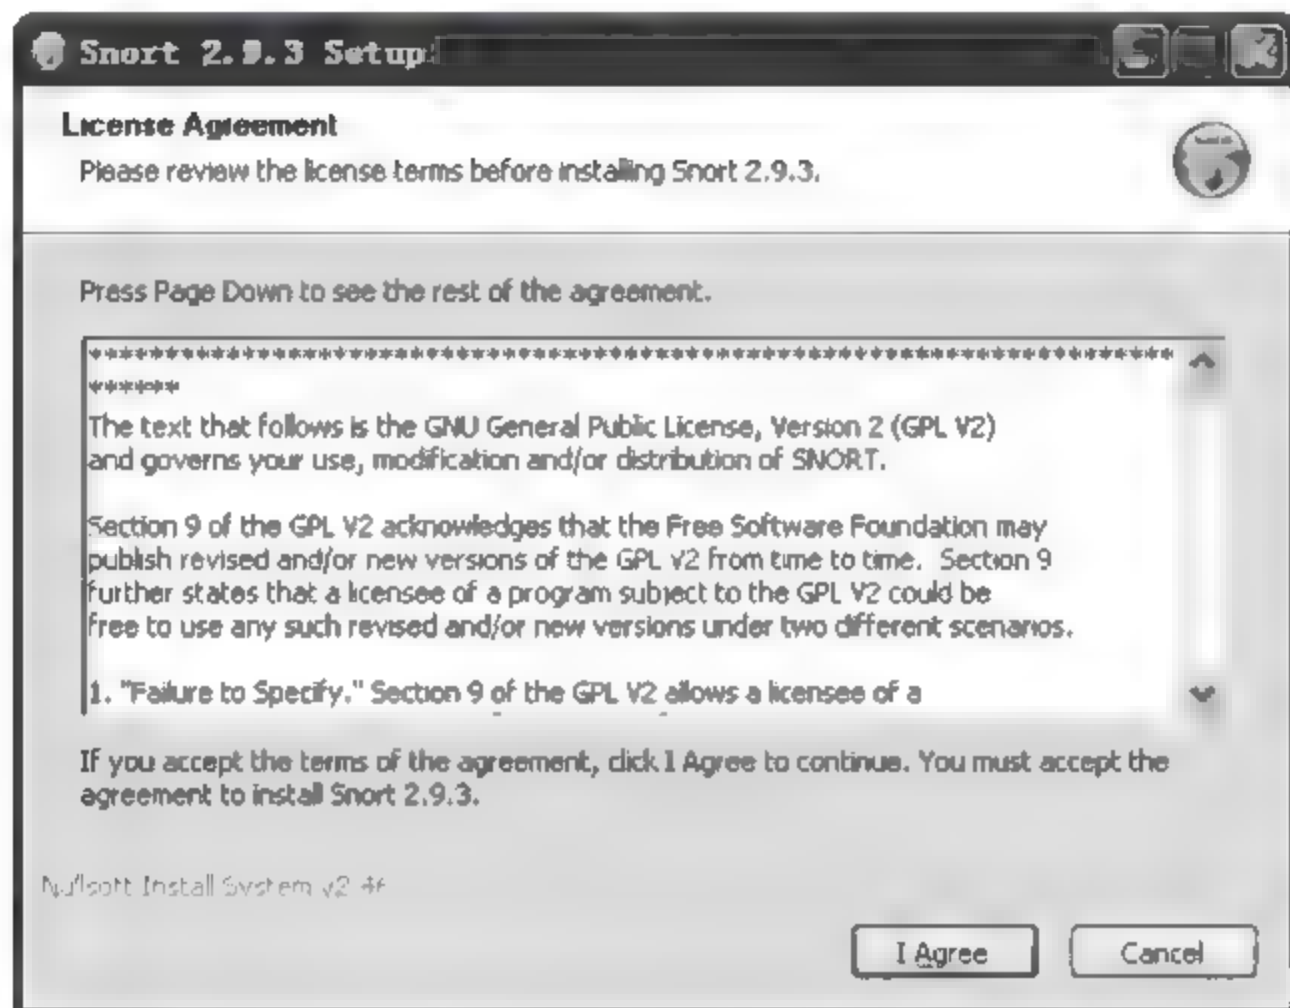 Snort 2.9.3 Setup
License Agreement
Please review the license terms before installing Snort 2.9.3.
Press Page Down to see the rest of the agreement.
***********************************************************************
******
The text that follows is the GNU General Public License, Version 2 (GPL V2)
and governs your use, modification and/or distribution of SNORT.
Section 9 of the GPL V2 acknowledges that the Free Software Foundation may
publish revised and/or new versions of the GPL V2 from time to time. Section 9
further states that a licensee of a program subject to the GPL V2 could be
free to use any such revised and/or new versions under two different scenarios.
1. "Failure to Specify." Section 9 of the GPL V2 allows a licensee of a
If you accept the terms of the agreement, click I Agree to continue. You must accept the
agreement to install Snort 2.9.3.
Nullsoft Install System v2.46
I Agree
Cancel